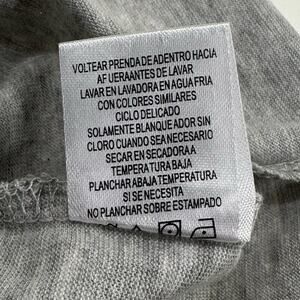 VOLTEAR PRENDA DE ADENTRO HACIA
AF UERAANTES DE LAVAR
LAVAR EN LAVADORA EN AGUA FRIA
CON COLORES SIMILARES
CICLO DELICADO
SOLAMENTE BLANQUE ADOR SIN
CLORO CUANDO SEA NECESARIO
SECAR EN SECADORA A
TEMPERA TURA BAJA
PLANCHAR ABAJA TEMPERATURA
SI SE NECESITA
NO PLANCHAR SOBRE ESTAMPADO